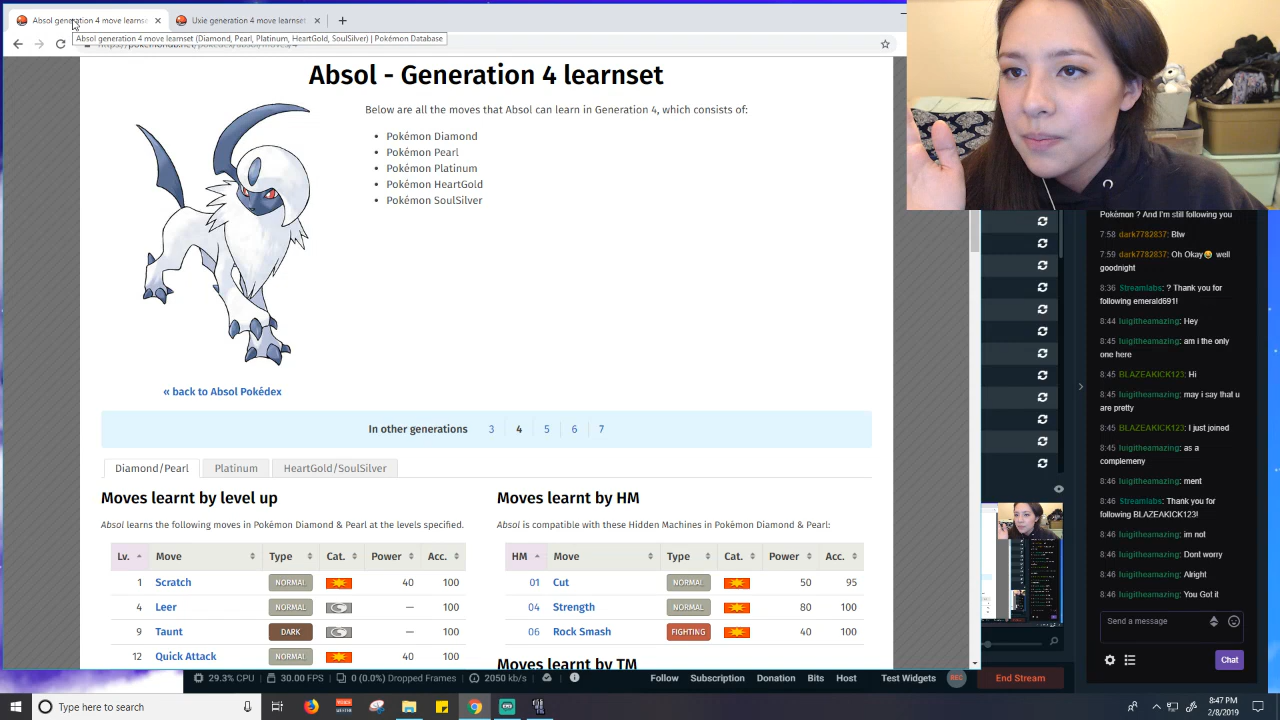 Absol generation 4 move learnse
Uxie generation 4 move learnset
Absol generation 4 move learnset (Diamond, Pearl, Platinum, HeartGold, SoulSilver) | Pokémon Database
Absol - Generation 4 learnset
Below are all the moves that Absol can learn in Generation 4, which consists of:
Pokémon Diamond
Pokémon Pearl
Pokémon Platinum
Pokémon HeartGold
Pokémon SoulSilver
« back to Absol Pokédex
In other generations 3 4 5 6 7
Diamond/Pearl Platinum HeartGold/SoulSilver
Moves learnt by level up
Absol learns the following moves in Pokémon Diamond & Pearl at the levels specified.
Lv. Move Type Cat. Power Acc.
1 Scratch NORMAL 40 100
4 Leer NORMAL — 100
9 Taunt DARK — 100
12 Quick Attack NORMAL 40 100
Moves learnt by HM
Absol is compatible with these Hidden Machines in Pokémon Diamond & Pearl:
HM Move Type Cat. Power Acc.
01 Cut NORMAL 50 95
04 Strength NORMAL 80 100
06 Rock Smash FIGHTING 40 100
Moves learnt by TM
Pokémon ? And I'm still following you
7:58 dark7782837: Btw
7:59 dark7782837: Oh Okay😅 well
goodnight
8:36 Streamlabs: ? Thank you for
following emerald691!
8:44 luigitheamazing: Hey
8:45 luigitheamazing: am i the only
one here
8:45 BLAZEAKICK123: Hi
8:45 luigitheamazing: may i say that u
are pretty
8:45 BLAZEAKICK123: I just joined
8:45 luigitheamazing: as a
complemeny
8:46 luigitheamazing: ment
8:46 Streamlabs: Thank you for
following BLAZEAKICK123!
8:46 luigitheamazing: im not
8:46 luigitheamazing: Dont worry
8:46 luigitheamazing: Alright
8:46 luigitheamazing: You Got it
Send a message
Chat
29.3% CPU 30.00 FPS 0 (0.0%) Dropped Frames 2050 kb/s
Follow Subscription Donation Bits Host
Test Widgets REC End Stream
Type here to search
8:47 PM
2/8/2019